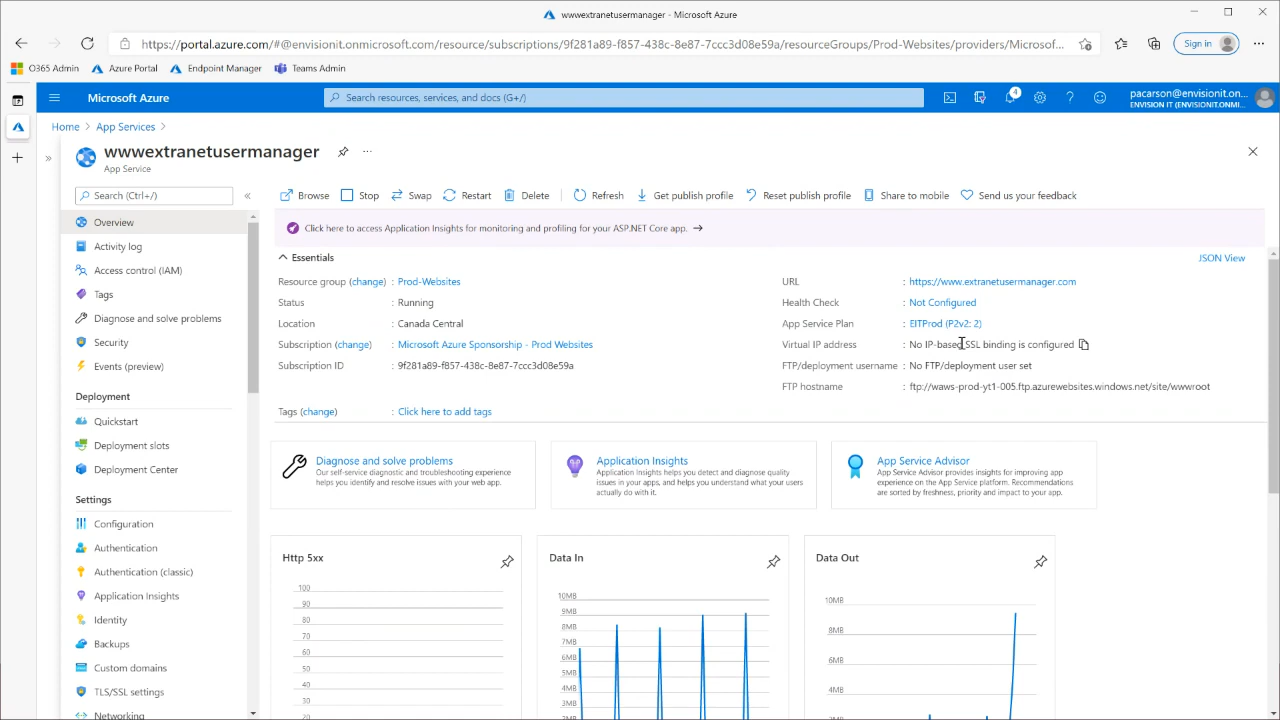 wwwextranetusermanager - Microsoft Azure
https://portal.azure.com/#@envisionit.onmicrosoft.com/resource/subscriptions/9f281a89-f857-438c-8e87-7ccc3d08e59a/resourceGroups/Prod-Websites/providers/Microsof...
Sign in
O365 Admin
Azure Portal
Endpoint Manager
Teams Admin
Microsoft Azure
Search resources, services, and docs (G+/)
4
pacarson@envisionit.on...
ENVISION IT (ENVISIONIT.ONMI...
Home > App Services >
wwwextranetusermanager
App Service
Search (Ctrl+/)
Overview
Activity log
Access control (IAM)
Tags
Diagnose and solve problems
Security
Events (preview)
Deployment
Quickstart
Deployment slots
Deployment Center
Settings
Configuration
Authentication
Authentication (classic)
Application Insights
Identity
Backups
Custom domains
TLS/SSL settings
Networking
Browse
Stop
Swap
Restart
Delete
Refresh
Get publish profile
Reset publish profile
Share to mobile
Send us your feedback
Click here to access Application Insights for monitoring and profiling for your ASP.NET Core app. →
Essentials
JSON View
Resource group (change) : Prod-Websites
Status : Running
Location : Canada Central
Subscription (change) : Microsoft Azure Sponsorship - Prod Websites
Subscription ID : 9f281a89-f857-438c-8e87-7ccc3d08e59a
URL : https://www.extranetusermanager.com
Health Check : Not Configured
App Service Plan : EITProd (P2v2: 2)
Virtual IP address : No IP-based SSL binding is configured
FTP/deployment username : No FTP/deployment user set
FTP hostname : ftp://waws-prod-yt1-005.ftp.azurewebsites.windows.net/site/wwwroot
Tags (change) : Click here to add tags
Diagnose and solve problems
Our self-service diagnostic and troubleshooting experience
helps you identify and resolve issues with your web app.
Application Insights
Application Insights helps you detect and diagnose quality
issues in your apps, and helps you understand what your users
actually do with it.
App Service Advisor
App Service Advisor provides insights for improving app
experience on the App Service platform. Recommendations
are sorted by freshness, priority and impact to your app.
Http 5xx
100
90
80
70
60
50
40
30
20
Data In
10MB
9MB
8MB
7MB
6MB
5MB
4MB
3MB
2MB
Data Out
10MB
8MB
6MB
4MB